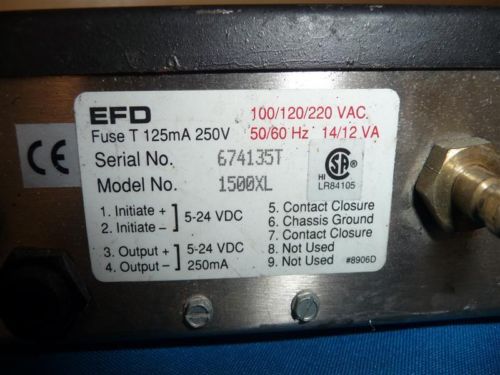 EFD
100/120/220 VAC
Fuse T 125mA 250V
50/60 Hz 14/12 VA
Serial No. 674135T
Model No. 1500XL
CE
SA
HI
LR84105
1. Initiate +
2. Initiate –
5-24 VDC
3. Output +
4. Output –
5-24 VDC
250mA
5. Contact Closure
6. Chassis Ground
7. Contact Closure
8. Not Used
9. Not Used
#8906D